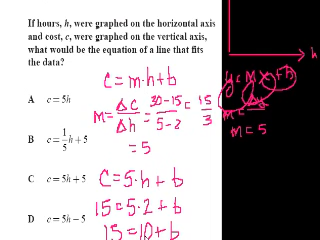 If hours, h, were graphed on the horizontal axis
and cost, c, were graphed on the vertical axis,
what would be the equation of a line that fits
the data?
C = m·h+b
A c = 5h
M = ΔC/Δh = 30-15/5-2 = 15/3
= 5
B c = 1/5 h + 5
C c = 5h + 5
C = 5·h + b
15 = 5·2 + b
D c = 5h − 5
15 = 10 + b
h
y = M x + b
m =
m = 5